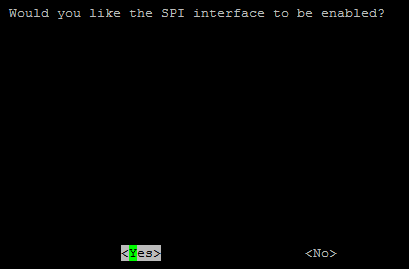 Would you like the SPI interface to be enabled?
<Yes> <No>